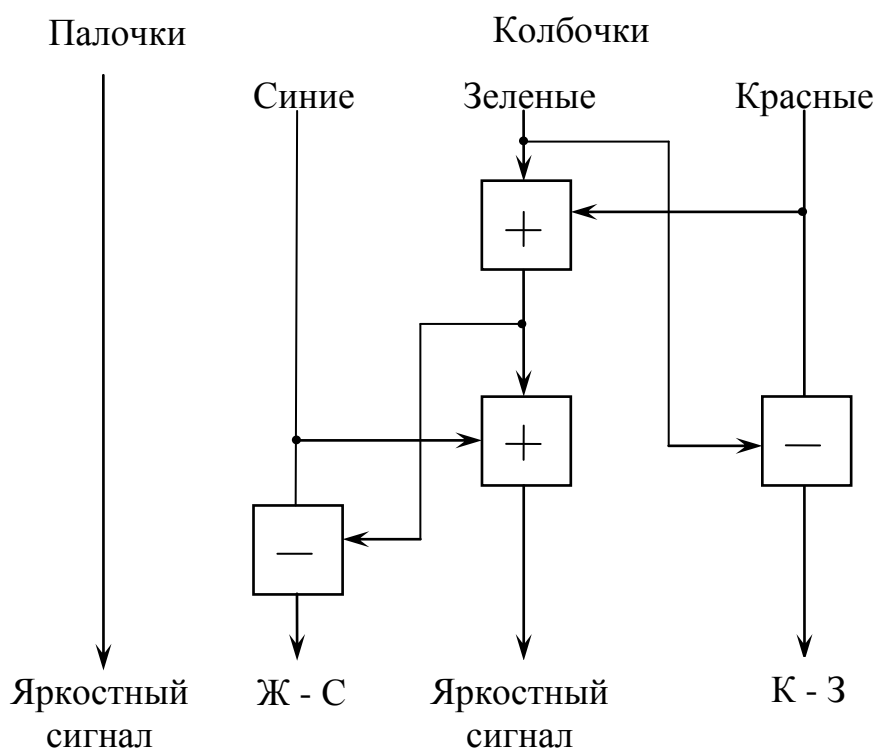 Палочки
Колбочки
Синие
Зеленые
Красные
+
+
—
—
Яркостный
сигнал
Ж - С
Яркостный
сигнал
К - З